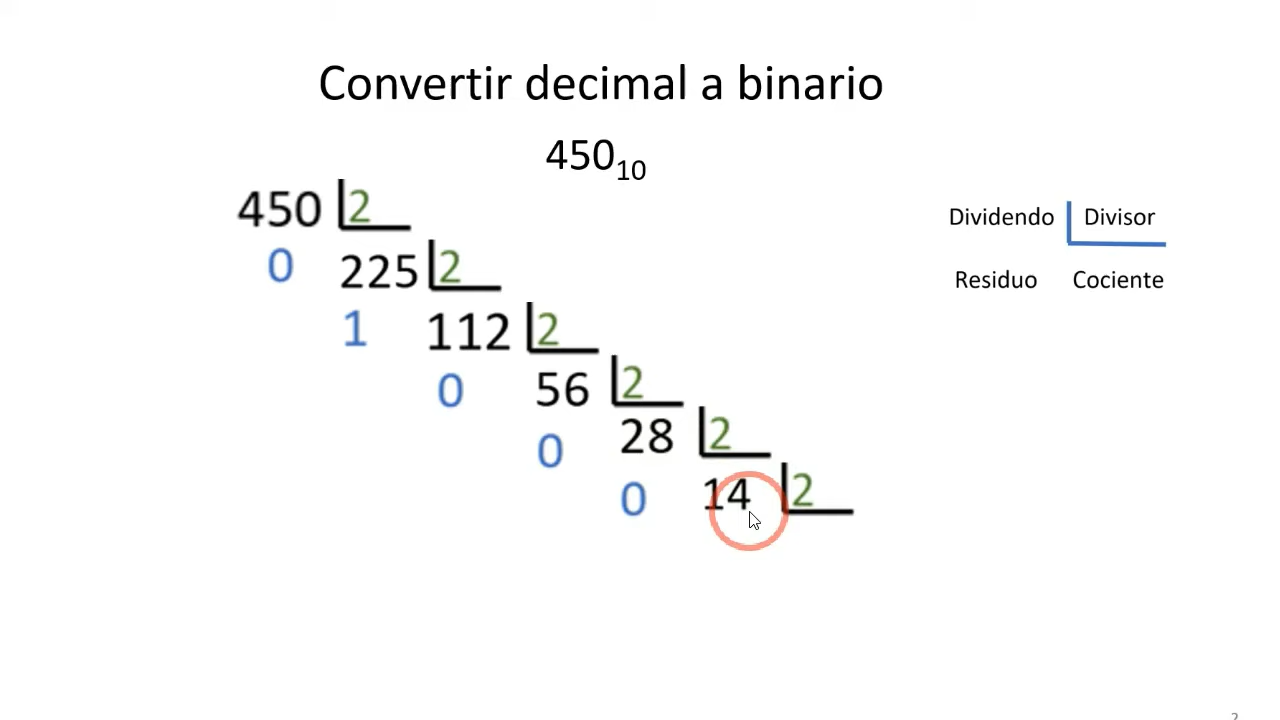 Convertir decimal a binario
450₁₀
450 2
Dividendo Divisor
0 225 2
Residuo Cociente
1 112 2
0 56 2
0 28 2
0 14 2
2